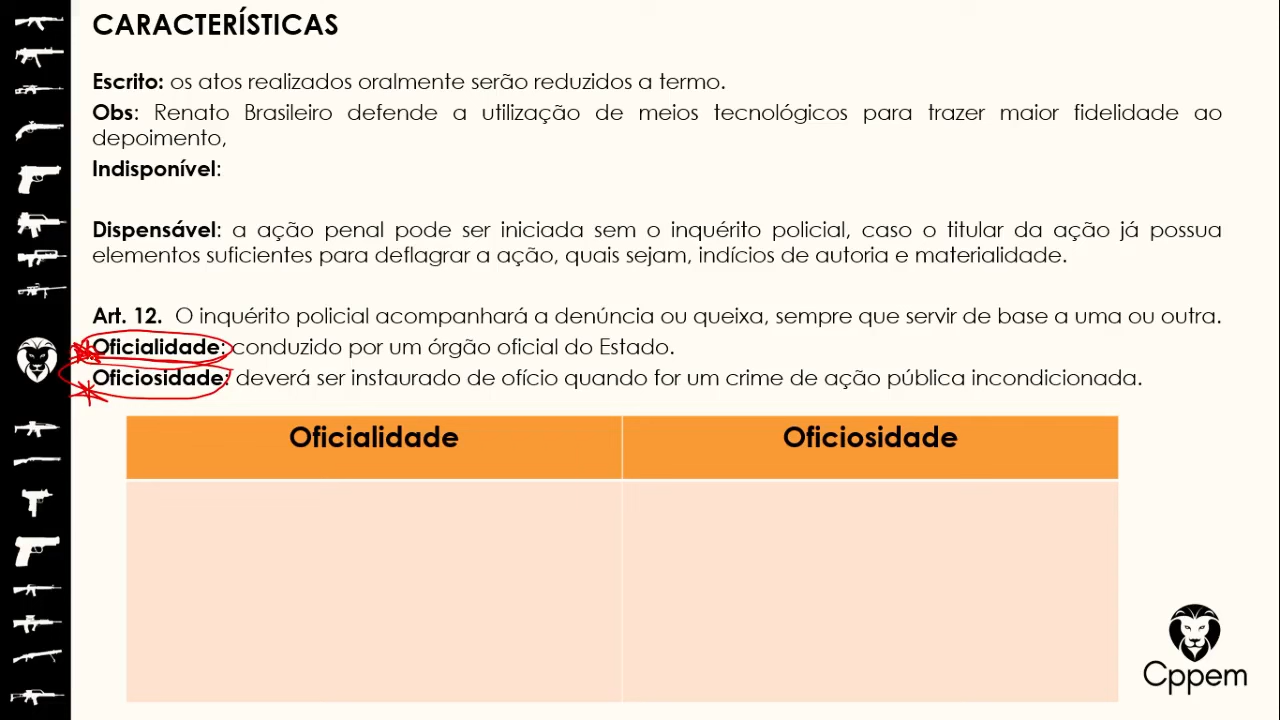 CARACTERÍSTICAS
Escrito: os atos realizados oralmente serão reduzidos a termo.
Obs: Renato Brasileiro defende a utilização de meios tecnológicos para trazer maior fidelidade ao
depoimento,
Indisponível:
Dispensável: a ação penal pode ser iniciada sem o inquérito policial, caso o titular da ação já possua
elementos suficientes para deflagrar a ação, quais sejam, indícios de autoria e materialidade.
Art. 12. O inquérito policial acompanhará a denúncia ou queixa, sempre que servir de base a uma ou outra.
Oficialidade: conduzido por um órgão oficial do Estado.
Oficiosidade: deverá ser instaurado de ofício quando for um crime de ação pública incondicionada.
Oficialidade
Oficiosidade
Cppem